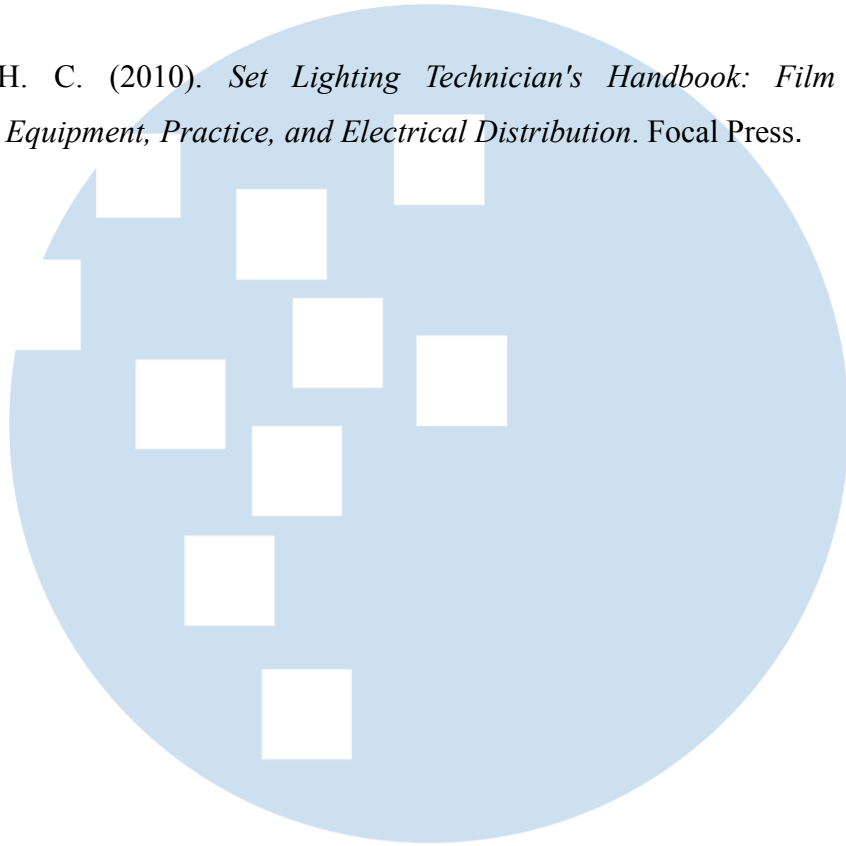 H. C. (2010). Set Lighting Technician's Handbook: Film
Equipment, Practice, and Electrical Distribution. Focal Press.